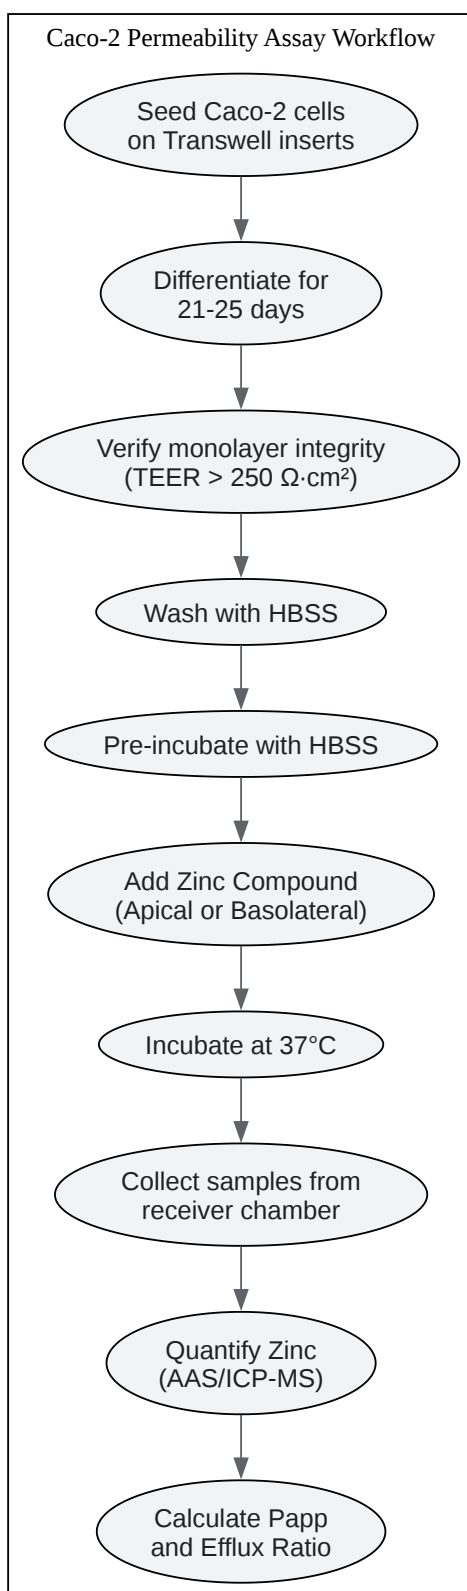 Caco-2 Permeability Assay Workflow
Seed Caco-2 cells
on Transwell inserts
Differentiate for
21-25 days
Verify monolayer integrity
(TEER > 250 Ω·cm²)
Wash with HBSS
Pre-incubate with HBSS
Add Zinc Compound
(Apical or Basolateral)
Incubate at 37°C
Collect samples from
receiver chamber
Quantify Zinc
(AAS/ICP-MS)
Calculate Papp
and Efflux Ratio